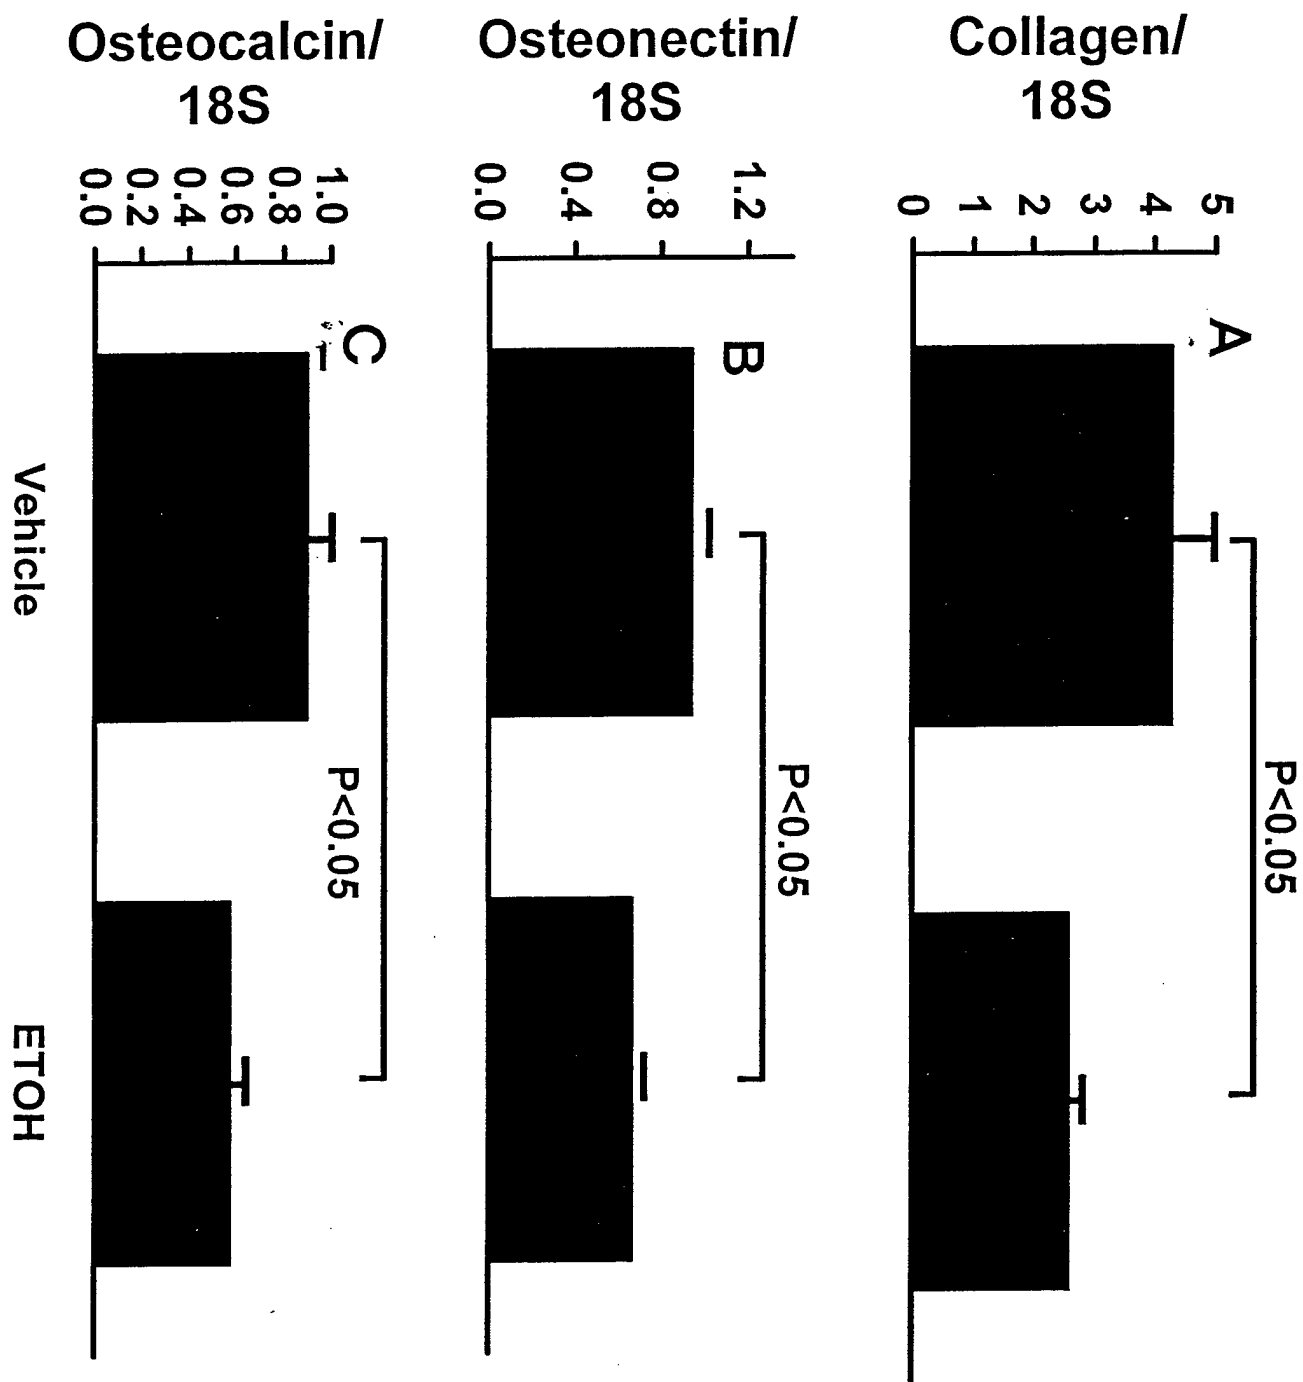 Collagen/
18S
5
4
3
2
1
0
A
P<0.05
Osteonectin/
18S
1.2
0.8
0.4
0.0
B
P<0.05
Osteocalcin/
18S
1.0
0.8
0.6
0.4
0.2
0.0
C
P<0.05
Vehicle
ETOH